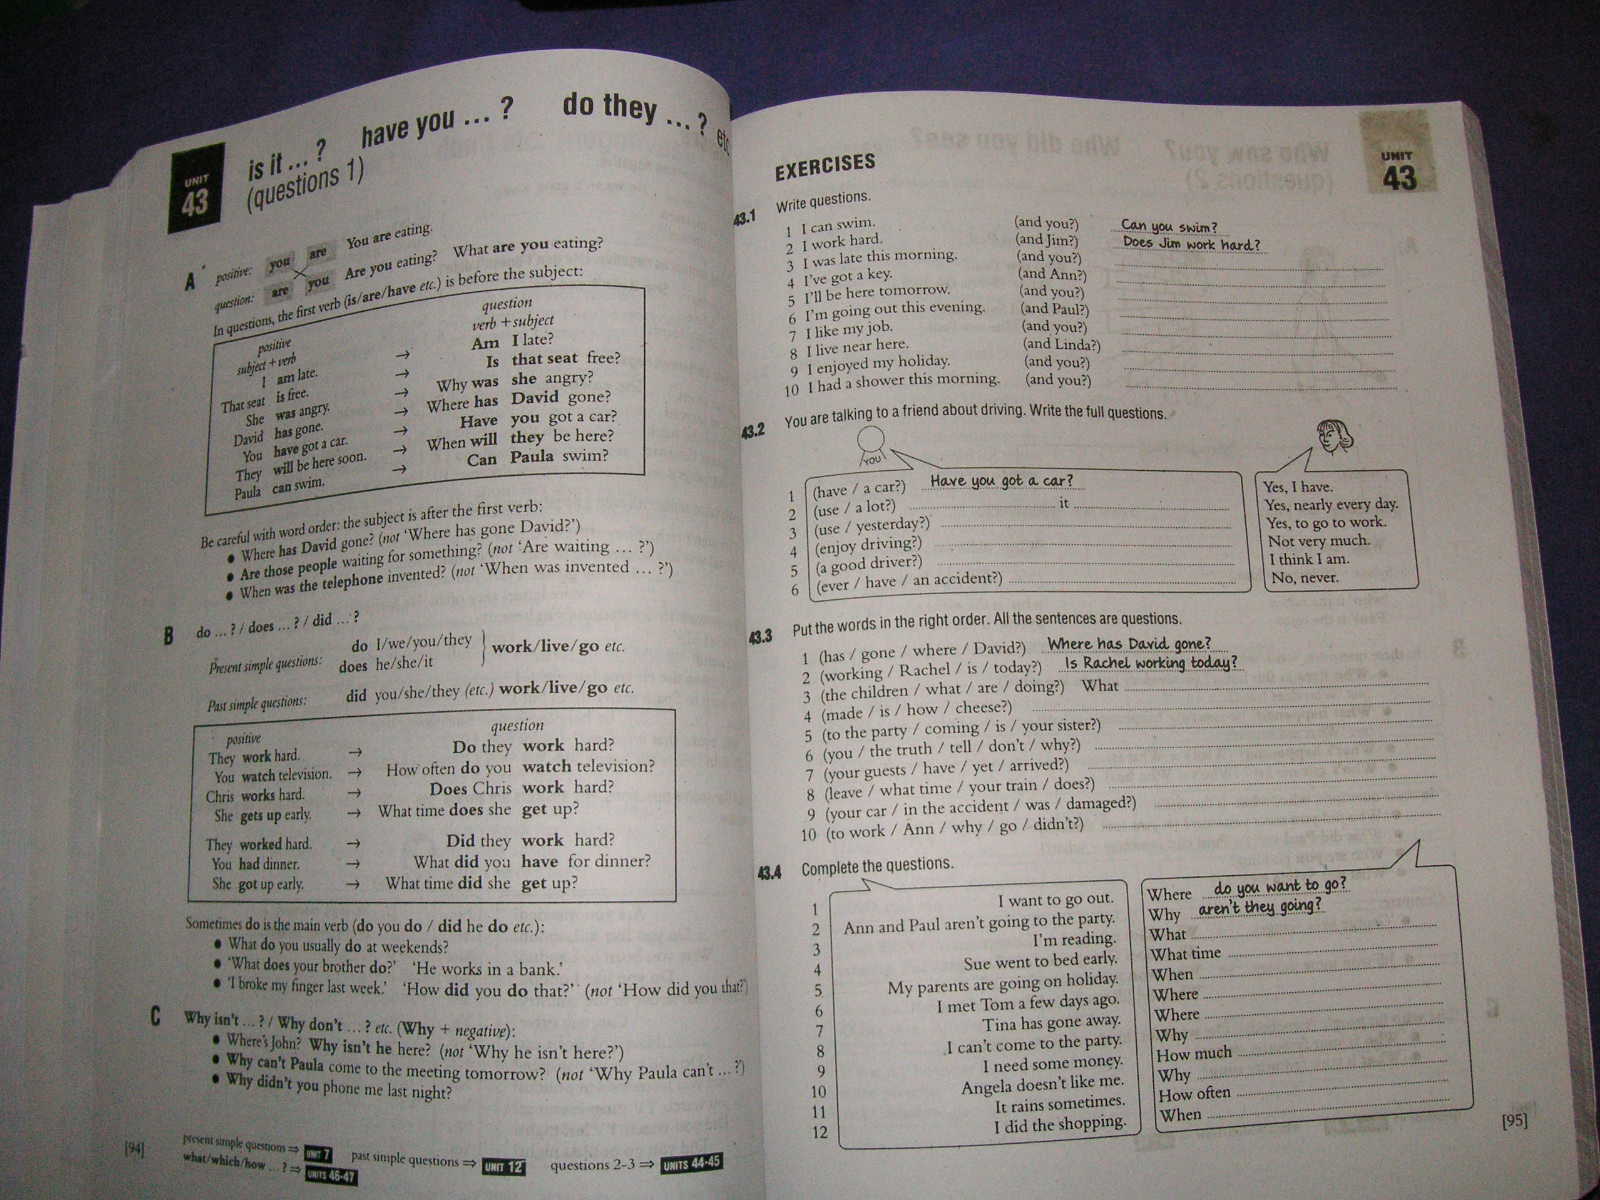 UNIT
43
is it ... ? have you ... ? do they ... ? etc
(questions 1)
A
positive: you are You are eating.
question: are you Are you eating? What are you eating?
In questions, the first verb (is/are/have etc.) is before the subject:
positive question
subject + verb verb + subject
I am late. → Am I late?
That seat is free. → Is that seat free?
She was angry. → Why was she angry?
David has gone. → Where has David gone?
You have got a car. → Have you got a car?
They will be here soon. → When will they be here?
Paula can swim. → Can Paula swim?
Be careful with word order: the subject is after the first verb:
● Where has David gone? (not ‘Where has gone David?’)
● Are those people waiting for something? (not ‘Are waiting ... ?’)
● When was the telephone invented? (not ‘When was invented ... ?’)
B do ... ? / does ... ? / did ... ?
Present simple questions: do I/we/you/they
does he/she/it
work/live/go etc.
Past simple questions: did you/she/they (etc.) work/live/go etc.
positive question
They work hard. → Do they work hard?
You watch television. → How often do you watch television?
Chris works hard. → Does Chris work hard?
She gets up early. → What time does she get up?
They worked hard. → Did they work hard?
You had dinner. → What did you have for dinner?
She got up early. → What time did she get up?
Sometimes do is the main verb (do you do / did he do etc.):
● What do you usually do at weekends?
● ‘What does your brother do?’ ‘He works in a bank.’
● ‘I broke my finger last week.’ ‘How did you do that?’ (not ‘How did you that?’)
C Why isn't ... ? / Why don't ... ? etc. (Why + negative):
● Where's John? Why isn't he here? (not ‘Why he isn't here?’)
● Why can't Paula come to the meeting tomorrow? (not ‘Why Paula can't ... ?’)
● Why didn't you phone me last night?
[94]
present simple questions ⇒ UNIT 7 past simple questions ⇒ UNIT 12 questions 2–3 ⇒ UNITS 44-45
what/which/how ... ? ⇒ UNITS 46-47
EXERCISES
UNIT
43
43.1 Write questions.
1 I can swim. (and you?) Can you swim?
2 I work hard. (and Jim?) Does Jim work hard?
3 I was late this morning. (and you?)
4 I've got a key. (and Ann?)
5 I'll be here tomorrow. (and you?)
6 I'm going out this evening. (and Paul?)
7 I like my job. (and you?)
8 I live near here. (and Linda?)
9 I enjoyed my holiday. (and you?)
10 I had a shower this morning. (and you?)
43.2 You are talking to a friend about driving. Write the full questions.
YOU
1 (have / a car?) Have you got a car? Yes, I have.
2 (use / a lot?) it Yes, nearly every day.
3 (use / yesterday?) Yes, to go to work.
4 (enjoy driving?) Not very much.
5 (a good driver?) I think I am.
6 (ever / have / an accident?) No, never.
43.3 Put the words in the right order. All the sentences are questions.
1 (has / gone / where / David?) Where has David gone?
2 (working / Rachel / is / today?) Is Rachel working today?
3 (the children / what / are / doing?) What
4 (made / is / how / cheese?)
5 (to the party / coming / is / your sister?)
6 (you / the truth / tell / don't / why?)
7 (your guests / have / yet / arrived?)
8 (leave / what time / your train / does?)
9 (your car / in the accident / was / damaged?)
10 (to work / Ann / why / go / didn't?)
43.4 Complete the questions.
1 I want to go out. Where do you want to go?
2 Ann and Paul aren't going to the party. Why aren't they going?
3 I'm reading. What
4 Sue went to bed early. What time
5 My parents are going on holiday. When
6 I met Tom a few days ago. Where
7 Tina has gone away. Where
8 I can't come to the party. Why
9 I need some money. How much
10 Angela doesn't like me. Why
11 It rains sometimes. How often
12 I did the shopping. When
[95]